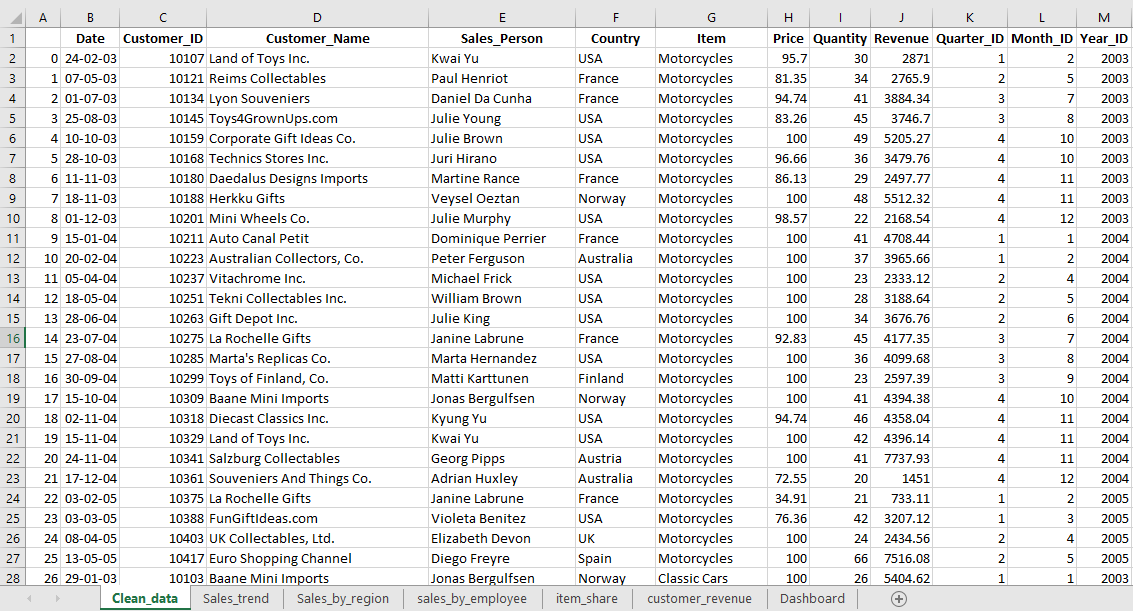 A B C D E F G H I J K L M
1 Date Customer_ID Customer_Name Sales_Person Country Item Price Quantity Revenue Quarter_ID Month_ID Year_ID
2 0 24-02-03 10107 Land of Toys Inc. Kwai Yu USA Motorcycles 95.7 30 2871 1 2 2003
3 1 07-05-03 10121 Reims Collectables Paul Henriot France Motorcycles 81.35 34 2765.9 2 5 2003
4 2 01-07-03 10134 Lyon Souveniers Daniel Da Cunha France Motorcycles 94.74 41 3884.34 3 7 2003
5 3 25-08-03 10145 Toys4GrownUps.com Julie Young USA Motorcycles 83.26 45 3746.7 3 8 2003
6 4 10-10-03 10159 Corporate Gift Ideas Co. Julie Brown USA Motorcycles 100 49 5205.27 4 10 2003
7 5 28-10-03 10168 Technics Stores Inc. Juri Hirano USA Motorcycles 96.66 36 3479.76 4 10 2003
8 6 11-11-03 10180 Daedalus Designs Imports Martine Rance France Motorcycles 86.13 29 2497.77 4 11 2003
9 7 18-11-03 10188 Herkku Gifts Veysel Oeztan Norway Motorcycles 100 48 5512.32 4 11 2003
10 8 01-12-03 10201 Mini Wheels Co. Julie Murphy USA Motorcycles 98.57 22 2168.54 4 12 2003
11 9 15-01-04 10211 Auto Canal Petit Dominique Perrier France Motorcycles 100 41 4708.44 1 1 2004
12 10 20-02-04 10223 Australian Collectors, Co. Peter Ferguson Australia Motorcycles 100 37 3965.66 1 2 2004
13 11 05-04-04 10237 Vitachrome Inc. Michael Frick USA Motorcycles 100 23 2333.12 2 4 2004
14 12 18-05-04 10251 Tekni Collectables Inc. William Brown USA Motorcycles 100 28 3188.64 2 5 2004
15 13 28-06-04 10263 Gift Depot Inc. Julie King USA Motorcycles 100 34 3676.76 2 6 2004
16 14 23-07-04 10275 La Rochelle Gifts Janine Labrune France Motorcycles 92.83 45 4177.35 3 7 2004
17 15 27-08-04 10285 Marta's Replicas Co. Marta Hernandez USA Motorcycles 100 36 4099.68 3 8 2004
18 16 30-09-04 10299 Toys of Finland, Co. Matti Karttunen Finland Motorcycles 100 23 2597.39 3 9 2004
19 17 15-10-04 10309 Baane Mini Imports Jonas Bergulfsen Norway Motorcycles 100 41 4394.38 4 10 2004
20 18 02-11-04 10318 Diecast Classics Inc. Kyung Yu USA Motorcycles 94.74 46 4358.04 4 11 2004
21 19 15-11-04 10329 Land of Toys Inc. Kwai Yu USA Motorcycles 100 42 4396.14 4 11 2004
22 20 24-11-04 10341 Salzburg Collectables Georg Pipps Austria Motorcycles 100 41 7737.93 4 11 2004
23 21 17-12-04 10361 Souveniers And Things Co. Adrian Huxley Australia Motorcycles 72.55 20 1451 4 12 2004
24 22 03-02-05 10375 La Rochelle Gifts Janine Labrune France Motorcycles 34.91 21 733.11 1 2 2005
25 23 03-03-05 10388 FunGiftIdeas.com Violeta Benitez USA Motorcycles 76.36 42 3207.12 1 3 2005
26 24 08-04-05 10403 UK Collectables, Ltd. Elizabeth Devon UK Motorcycles 100 24 2434.56 2 4 2005
27 25 13-05-05 10417 Euro Shopping Channel Diego Freyre Spain Motorcycles 100 66 7516.08 2 5 2005
28 26 29-01-03 10103 Baane Mini Imports Jonas Bergulfsen Norway Classic Cars 100 26 5404.62 1 1 2003
Clean_data Sales_trend Sales_by_region sales_by_employee item_share customer_revenue Dashboard